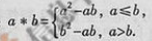 a * b = { a² − ab, a ≤ b,
b² − ab, a > b.